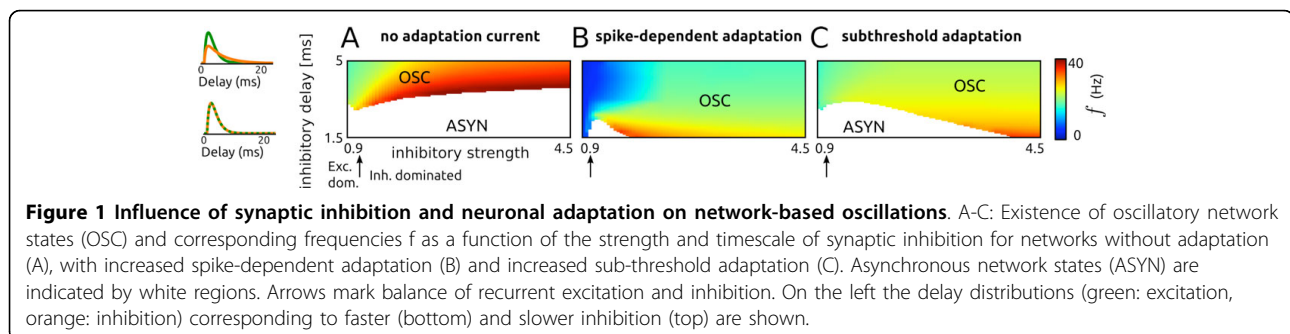 A no adaptation current
B spike-dependent adaptation
C subthreshold adaptation
0 20
Delay (ms)
0 20
Delay (ms)
inhibitory delay [ms]
5
1.5
OSC
ASYN
0.9 inhibitory strength 4.5
Exc. dom.
Inh. dominated
OSC
0.9 4.5
OSC
ASYN
0.9 4.5
40
0
f (Hz)
Figure 1 Influence of synaptic inhibition and neuronal adaptation on network-based oscillations. A-C: Existence of oscillatory network
states (OSC) and corresponding frequencies f as a function of the strength and timescale of synaptic inhibition for networks without adaptation
(A), with increased spike-dependent adaptation (B) and increased sub-threshold adaptation (C). Asynchronous network states (ASYN) are
indicated by white regions. Arrows mark balance of recurrent excitation and inhibition. On the left the delay distributions (green: excitation,
orange: inhibition) corresponding to faster (bottom) and slower inhibition (top) are shown.